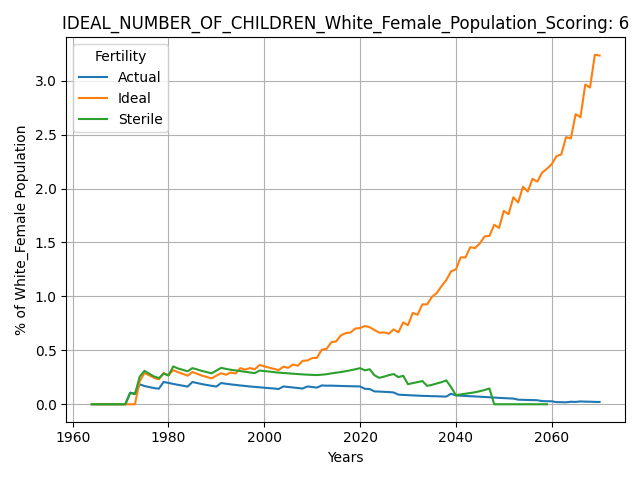 IDEAL_NUMBER_OF_CHILDREN_White_Female_Population_Scoring: 6
Fertility
Actual
Ideal
Sterile
% of White_Female Population
3.0
2.5
2.0
1.5
1.0
0.5
0.0
1960 1980 2000 2020 2040 2060
Years